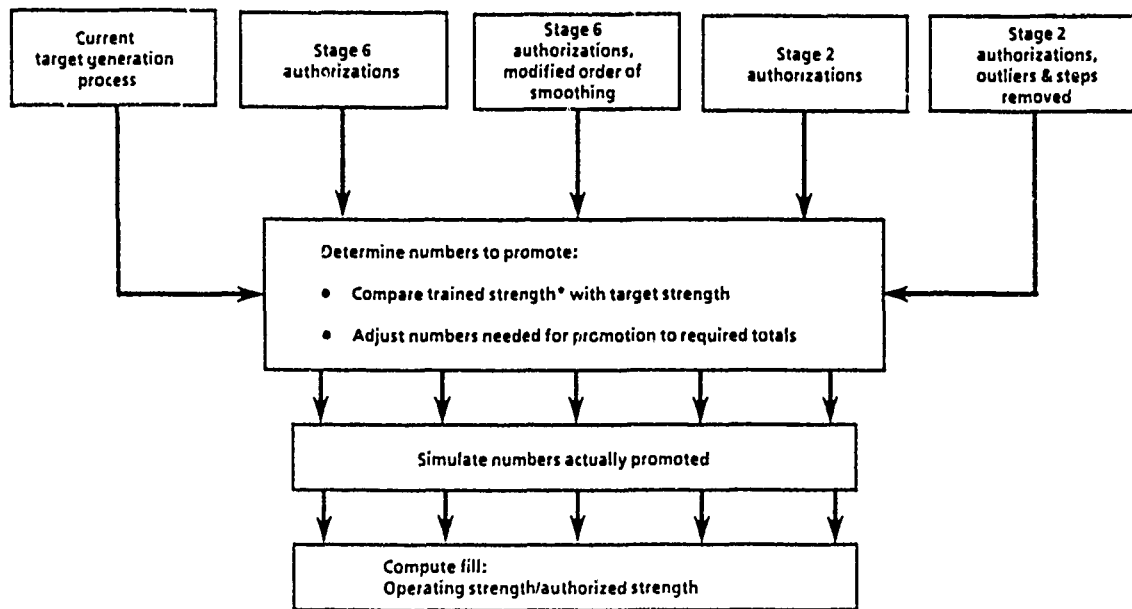 Current
target generation
process
Stage 6
authorizations
Stage 6
authorizations,
modified order of
smoothing
Stage 2
authorizations
Stage 2
authorizations,
outliers & steps
removed
Determine numbers to promote:
• Compare trained strength* with target strength
• Adjust numbers needed for promotion to required totals
Simulate numbers actually promoted
Compute fill:
Operating strength/authorized strength